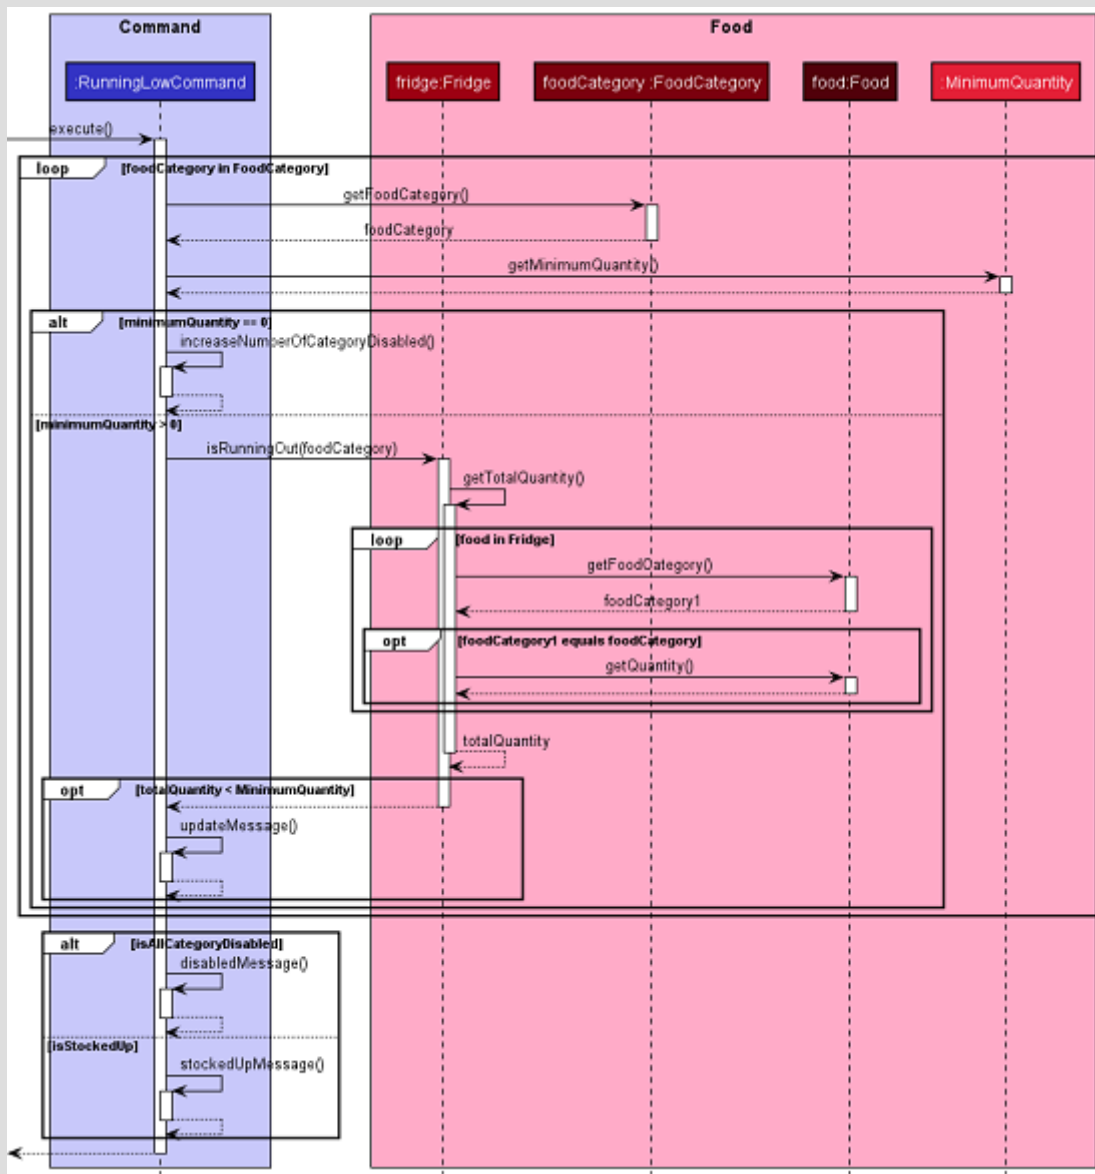 Command
Food
:RunningLowCommand
fridge:Fridge
foodCategory :FoodCategory
food:Food
:MinimumQuantity
execute()
loop
[foodCategory in FoodCategory]
getFoodCategory()
foodCategory
getMinimumQuantity()
alt
[minimumQuantity == 0]
increaseNumberOfCategoryDisabled()
[minimumQuantity > 0]
isRunningOut(foodCategory)
getTotalQuantity()
loop
[food in Fridge]
getFoodCategory()
foodCategory1
opt
[foodCategory1 equals foodCategory]
getQuantity()
totalQuantity
opt
[totalQuantity < MinimumQuantity]
updateMessage()
alt
[isAllCategoryDisabled]
disabledMessage()
[isStockedUp]
stockedUpMessage()